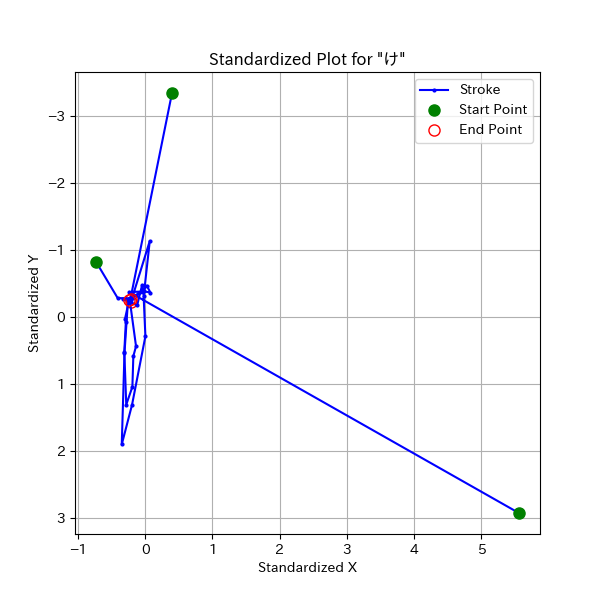 Standardized Plot for "け"
Stroke
Start Point
End Point
−3
−2
−1
0
1
2
3
Standardized Y
−1 0 1 2 3 4 5
Standardized X